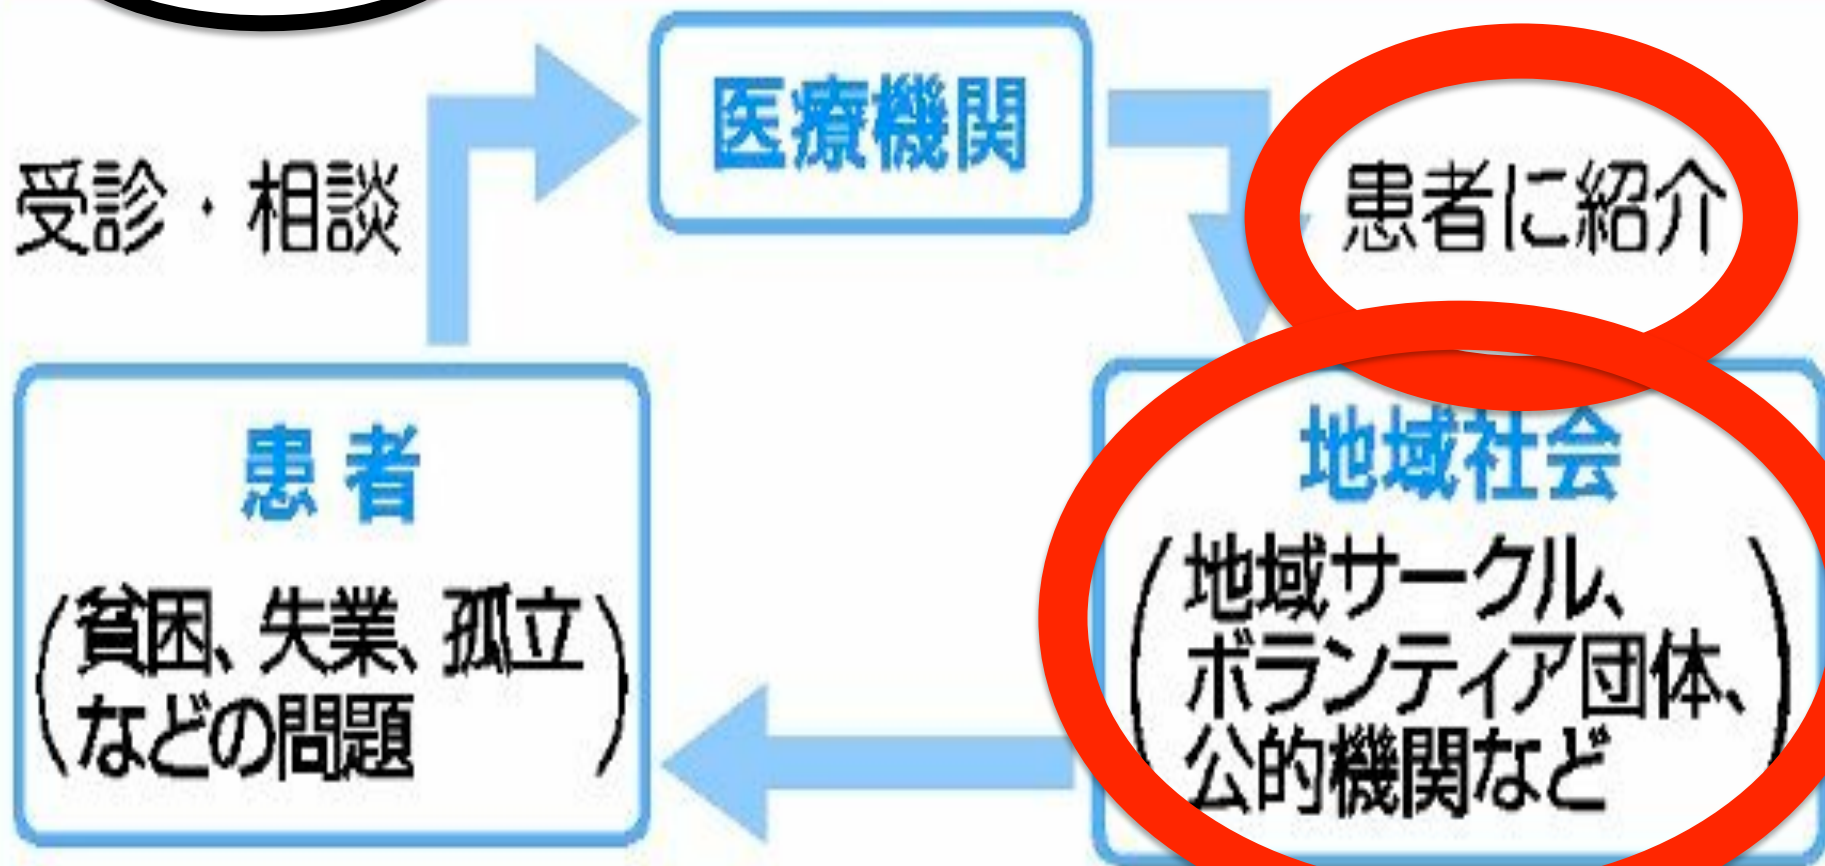 医療機関
受診・相談
患者に紹介
患者
(貧困、失業、孤立
などの問題)
地域社会
(地域サークル、
ボランティア団体、
公的機関など)